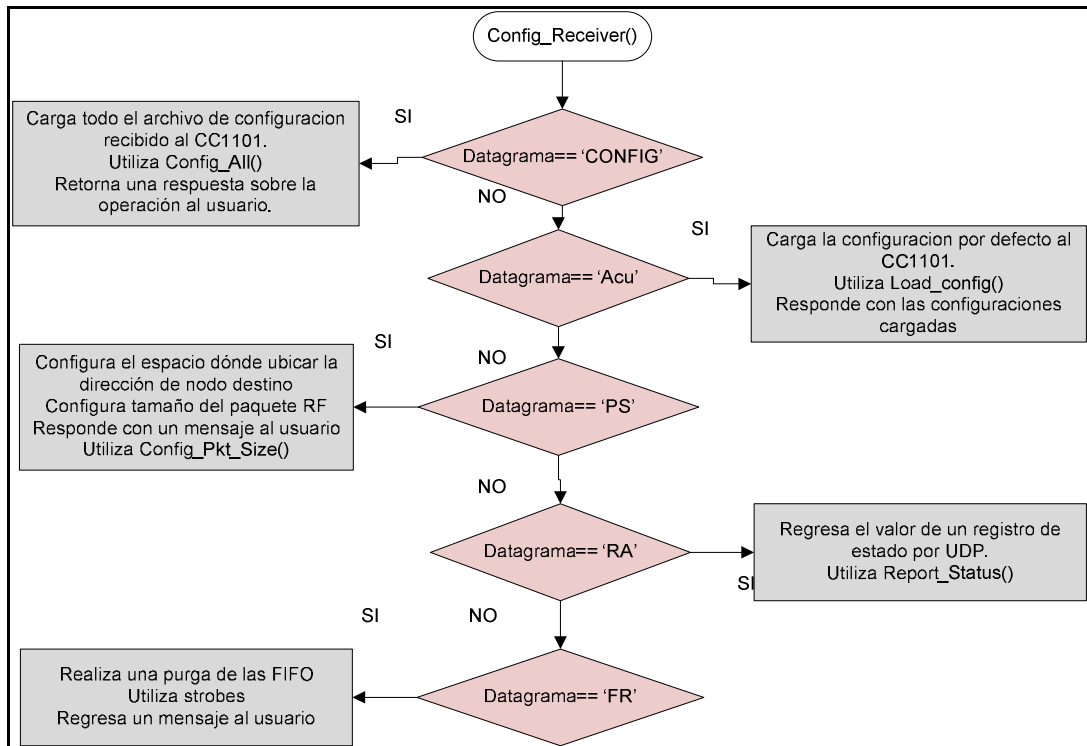 Config_Receiver()
SI
Carga todo el archivo de configuracion
recibido al CC1101.
Utiliza Config_All()
Retorna una respuesta sobre la
operación al usuario.
Datagrama== ‘CONFIG’
NO
SI
Datagrama== ‘Acu’
Carga la configuracion por defecto al
CC1101.
Utiliza Load_config()
Responde con las configuraciones
cargadas
SI
NO
Configura el espacio dónde ubicar la
dirección de nodo destino
Configura tamaño del paquete RF
Responde con un mensaje al usuario
Utiliza Config_Pkt_Size()
Datagrama== ‘PS’
NO
Datagrama== ‘RA’
Regresa el valor de un registro de
estado por UDP.
Utiliza Report_Status()
SI
SI
NO
Realiza una purga de las FIFO
Utiliza strobes
Regresa un mensaje al usuario
Datagrama== ‘FR’